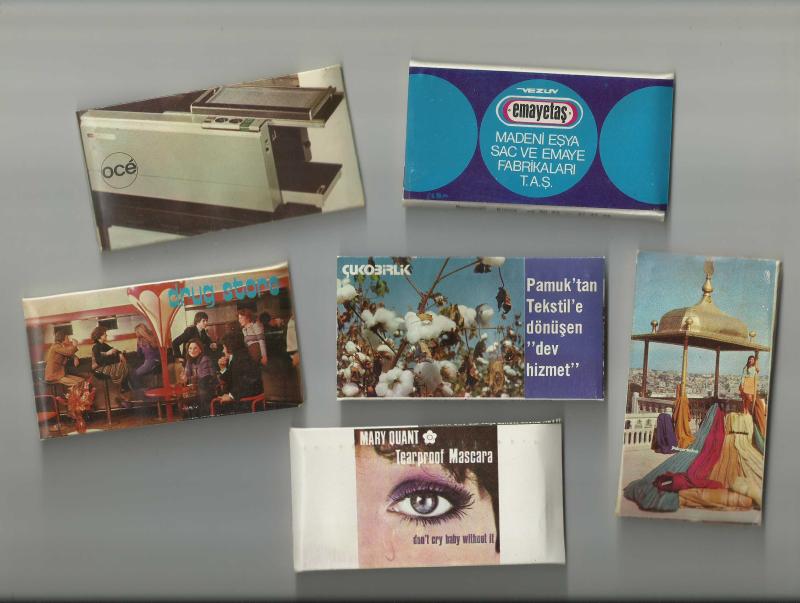 océ
VEZUV
emayetaş
MADENİ EŞYA
SAC VE EMAYE
FABRİKALARI
T.A.Ş.
drug store
ÇUKOBİRLİK
Pamuk'tan
Tekstil'e
dönüşen
"dev
hizmet"
MARY QUANT
Tearproof Mascara
don't cry baby without it